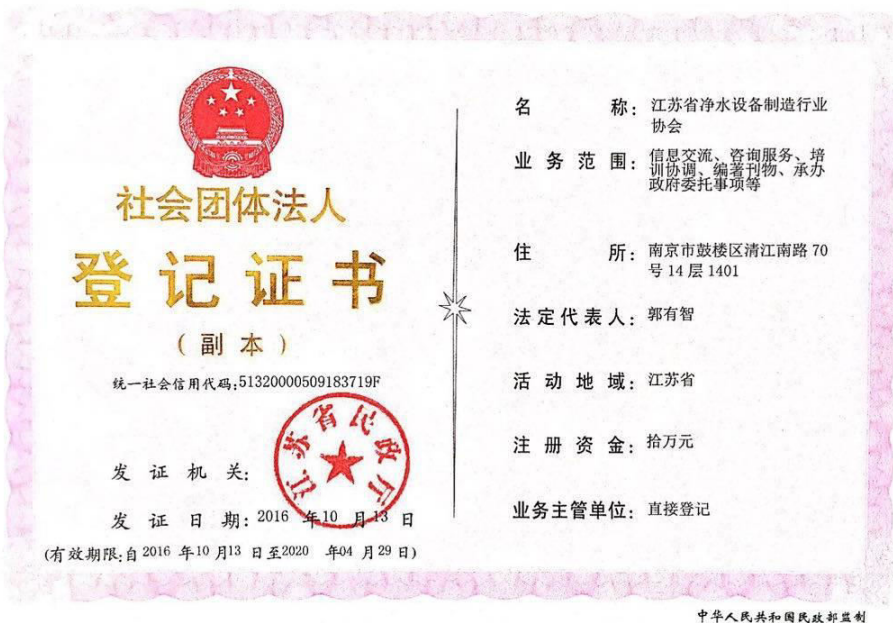 社会团体法人
登记证书
(副本)
统一社会信用代码:51320000509183719F
江苏省民政厅
发证机关:
发证日期:2016 年10 月13 日
(有效期限:自2016 年10 月13 日至2020 年04 月29 日)
名称: 江苏省净水设备制造行业
协会
业务范围: 信息交流、咨询服务、培
训协调、编著刊物、承办
政府委托事项等
住所: 南京市鼓楼区清江南路70
号14层1401
法定代表人: 郭有智
活动地域: 江苏省
注册资金: 拾万元
业务主管单位: 直接登记
中华人民共和国民政部监制